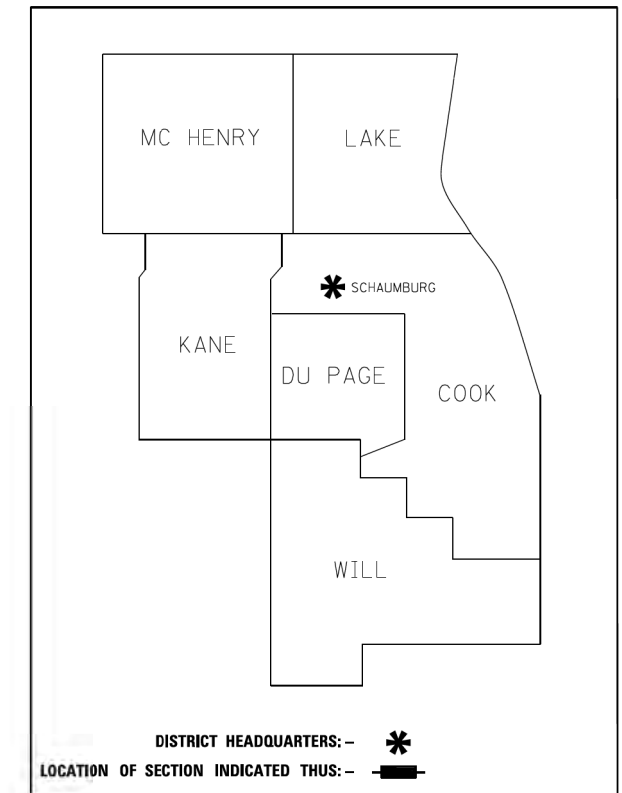 MC HENRY LAKE
SCHAUMBURG
KANE
DU PAGE
COOK
WILL
DISTRICT HEADQUARTERS: –
LOCATION OF SECTION INDICATED THUS: –